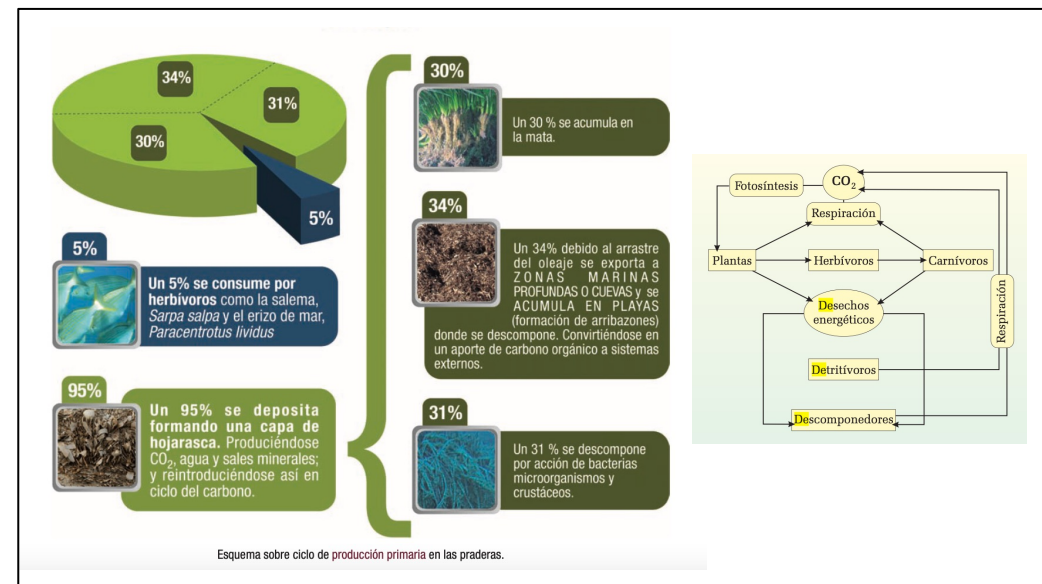 34%
31%
30%
5%
5%
Un 5% se consume por
herbívoros como la salema,
Sarpa salpa y el erizo de mar,
Paracentrotus lividus
95%
Un 95% se deposita
formando una capa de
hojarasca. Produciéndose
CO₂, agua y sales minerales;
y reintroduciéndose así en
ciclo del carbono.
30%
Un 30 % se acumula en
la mata.
34%
Un 34% debido al arrastre
del oleaje se exporta a
ZONAS MARINAS
PROFUNDAS O CUEVAS y se
ACUMULA EN PLAYAS
(formación de arribazones)
donde se descompone. Convirtiéndose en
un aporte de carbono orgánico a sistemas
externos.
31%
Un 31 % se descompone
por acción de bacterias
microorganismos y
crustáceos.
Esquema sobre ciclo de producción primaria en las praderas.
Fotosíntesis
CO₂
Respiración
Plantas
Herbívoros
Carnívoros
Desechos
energéticos
Respiración
Detritívoros
Descomponedores